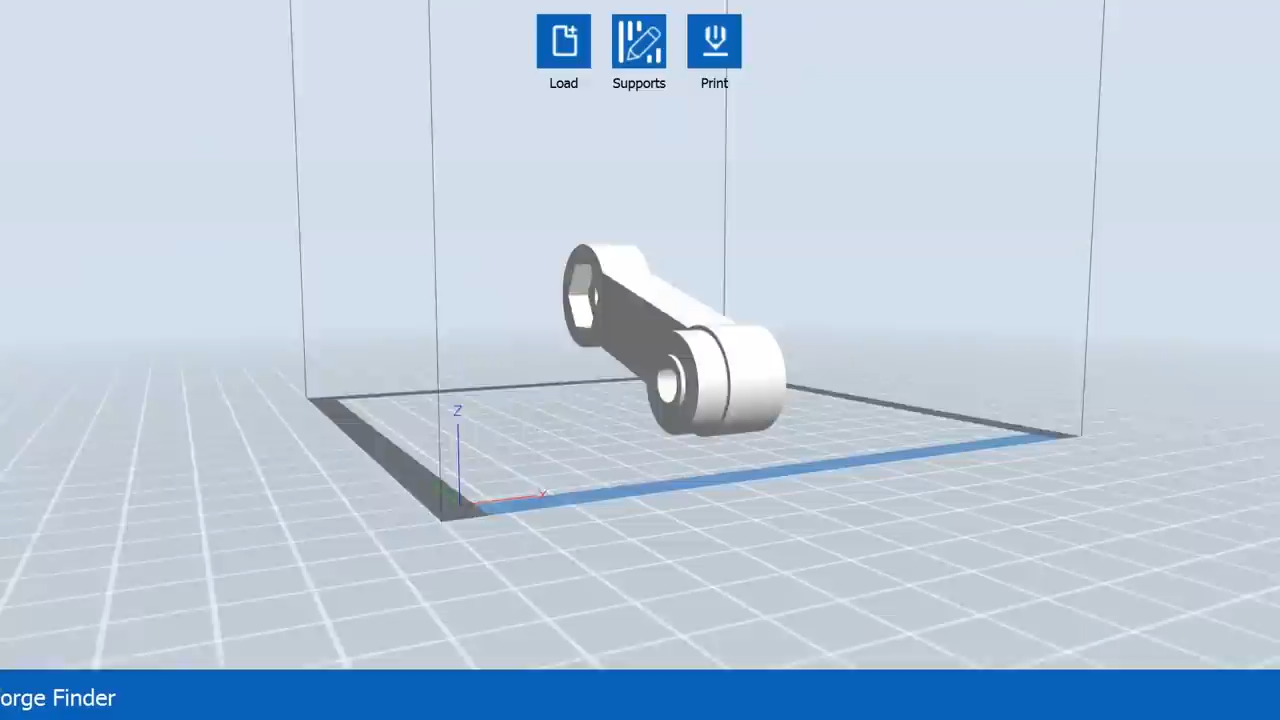 Load
Supports
Print
Z
X
orge Finder